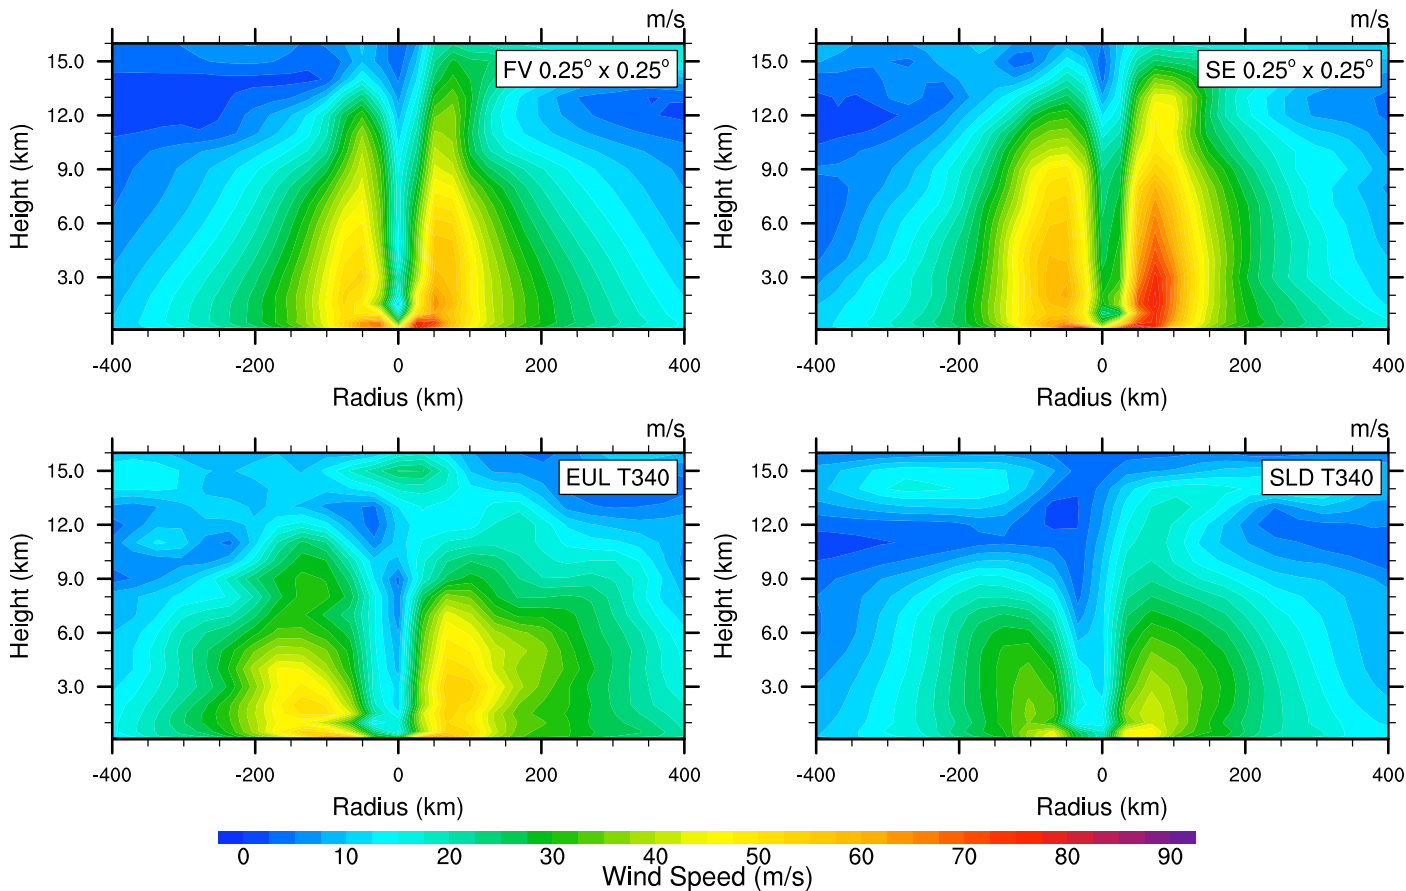 m/s
FV 0.25° x 0.25°
15.0
12.0
9.0
6.0
3.0
Height (km)
-400 -200 0 200 400
Radius (km)
m/s
SE 0.25° x 0.25°
15.0
12.0
9.0
6.0
3.0
Height (km)
-400 -200 0 200 400
Radius (km)
m/s
EUL T340
15.0
12.0
9.0
6.0
3.0
Height (km)
-400 -200 0 200 400
Radius (km)
m/s
SLD T340
15.0
12.0
9.0
6.0
3.0
Height (km)
-400 -200 0 200 400
Radius (km)
0 10 20 30 40 50 60 70 80 90
Wind Speed (m/s)